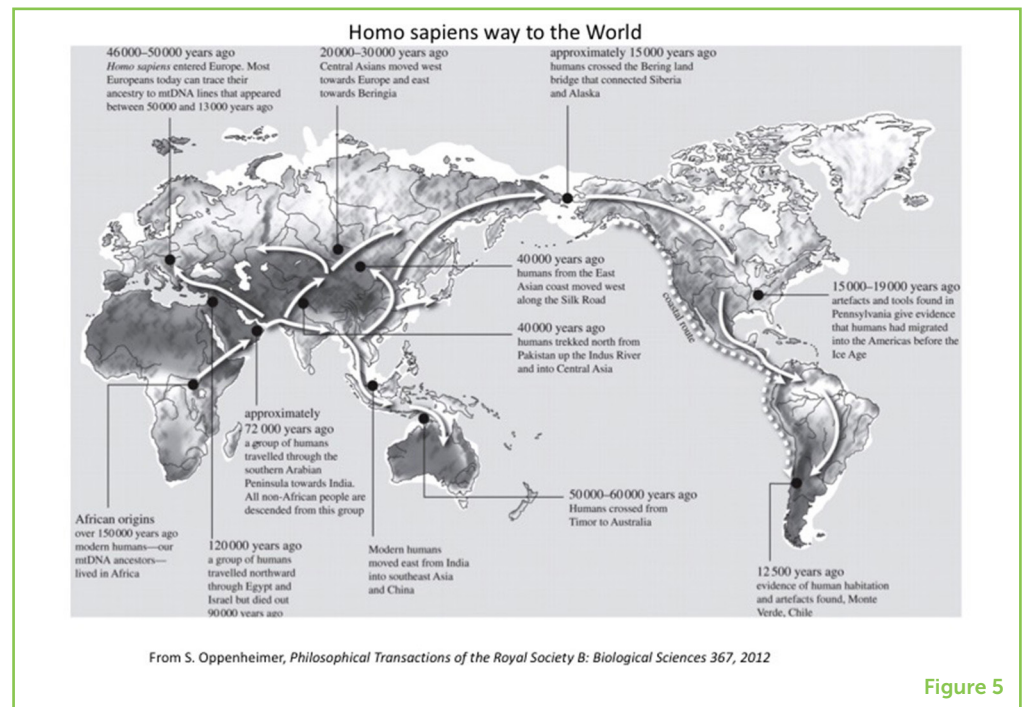 Homo sapiens way to the World
46000–50000 years ago
Homo sapiens entered Europe. Most
Europeans today can trace their
ancestry to mtDNA lines that appeared
between 50000 and 13000 years ago
20000–30000 years ago
Central Asians moved west
towards Europe and east
towards Beringia
approximately 15000 years ago
humans crossed the Bering land
bridge that connected Siberia
and Alaska
40000 years ago
humans from the East
Asian coast moved west
along the Silk Road
40000 years ago
humans trekked north from
Pakistan up the Indus River
and into Central Asia
coastal route
15000–19000 years ago
artefacts and tools found in
Pennsylvania give evidence
that humans had migrated
into the Americas before the
Ice Age
approximately
72000 years ago
a group of humans
travelled through the
southern Arabian
Peninsula towards India.
All non-African people are
descended from this group
50000–60000 years ago
Humans crossed from
Timor to Australia
African origins
over 150000 years ago
modern humans—our
mtDNA ancestors—
lived in Africa
120000 years ago
a group of humans
travelled northward
through Egypt and
Israel but died out
90000 years ago
Modern humans
moved east from India
into southeast Asia
and China
12500 years ago
evidence of human habitation
and artefacts found, Monte
Verde, Chile
From S. Oppenheimer, Philosophical Transactions of the Royal Society B: Biological Sciences 367, 2012
Figure 5